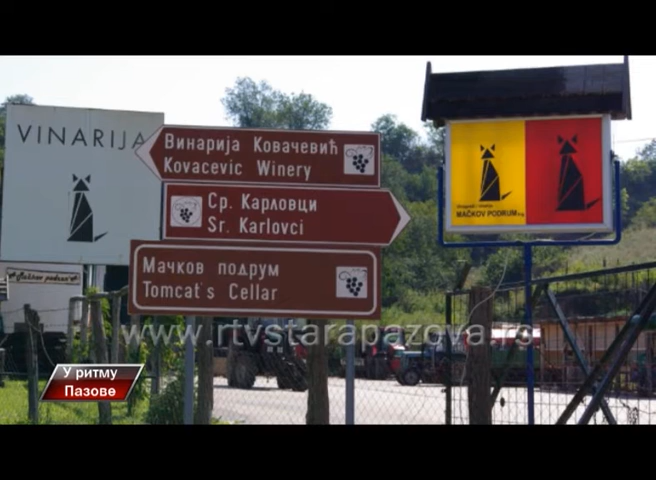 VINARIJA
Винарија Ковачевић
Kovacevic Winery
Ср. Карловци
Sr. Karlovci
Мачков подрум
Tomcat's Cellar
MAČKOV PODRUM
www.rtvstarapazova.rs
У ритму
Пазове